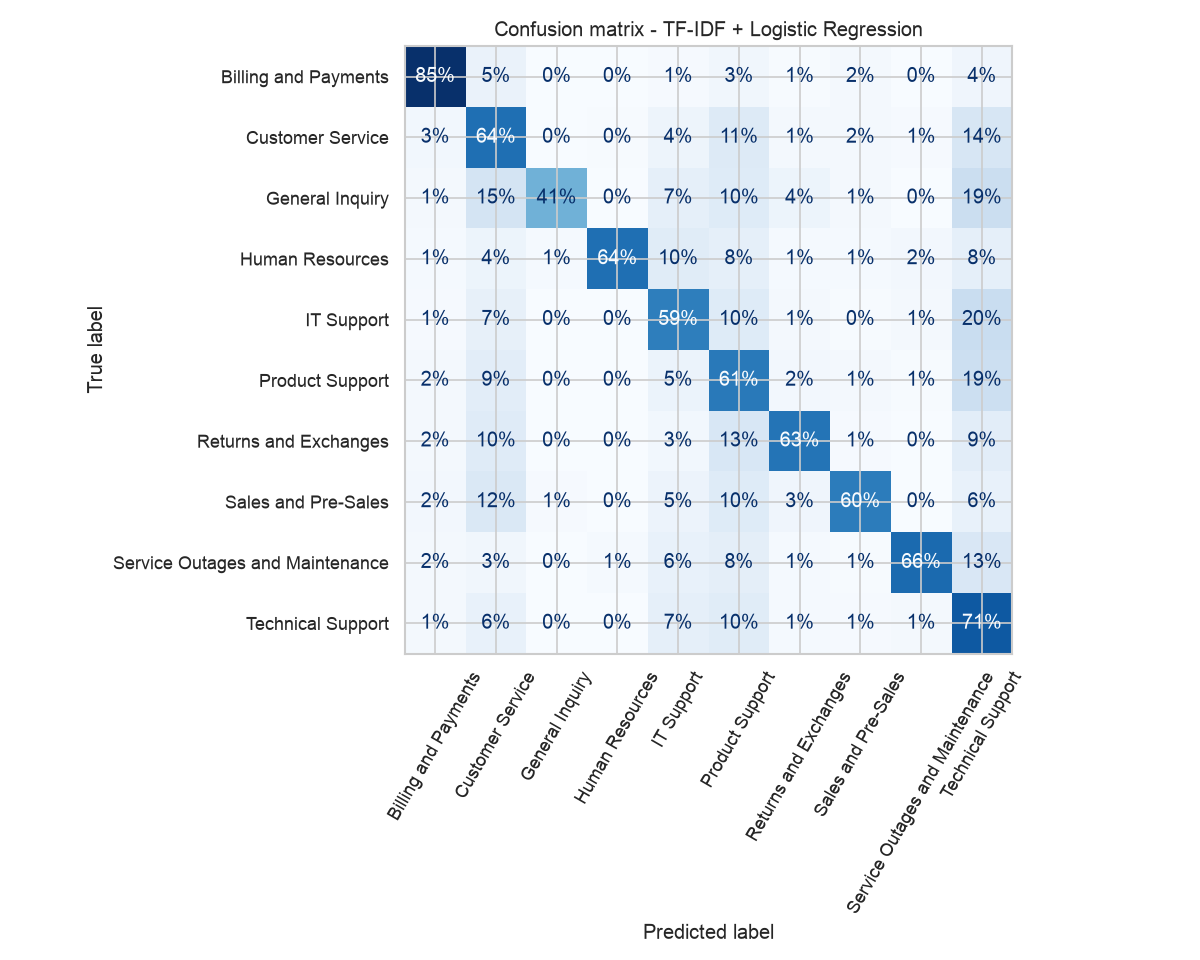 Confusion matrix - TF-IDF + Logistic Regression
Billing and Payments 85% 5% 0% 0% 1% 3% 1% 2% 0% 4%
Customer Service 3% 64% 0% 0% 4% 11% 1% 2% 1% 14%
General Inquiry 1% 15% 41% 0% 7% 10% 4% 1% 0% 19%
Human Resources 1% 4% 1% 64% 10% 8% 1% 1% 2% 8%
IT Support 1% 7% 0% 0% 59% 10% 1% 0% 1% 20%
Product Support 2% 9% 0% 0% 5% 61% 2% 1% 1% 19%
Returns and Exchanges 2% 10% 0% 0% 3% 13% 63% 1% 0% 9%
Sales and Pre-Sales 2% 12% 1% 0% 5% 10% 3% 60% 0% 6%
Service Outages and Maintenance 2% 3% 0% 1% 6% 8% 1% 1% 66% 13%
Technical Support 1% 6% 0% 0% 7% 10% 1% 1% 1% 71%
True label
Billing and Payments
Customer Service
General Inquiry
Human Resources
IT Support
Product Support
Returns and Exchanges
Sales and Pre-Sales
Service Outages and Maintenance
Technical Support
Predicted label